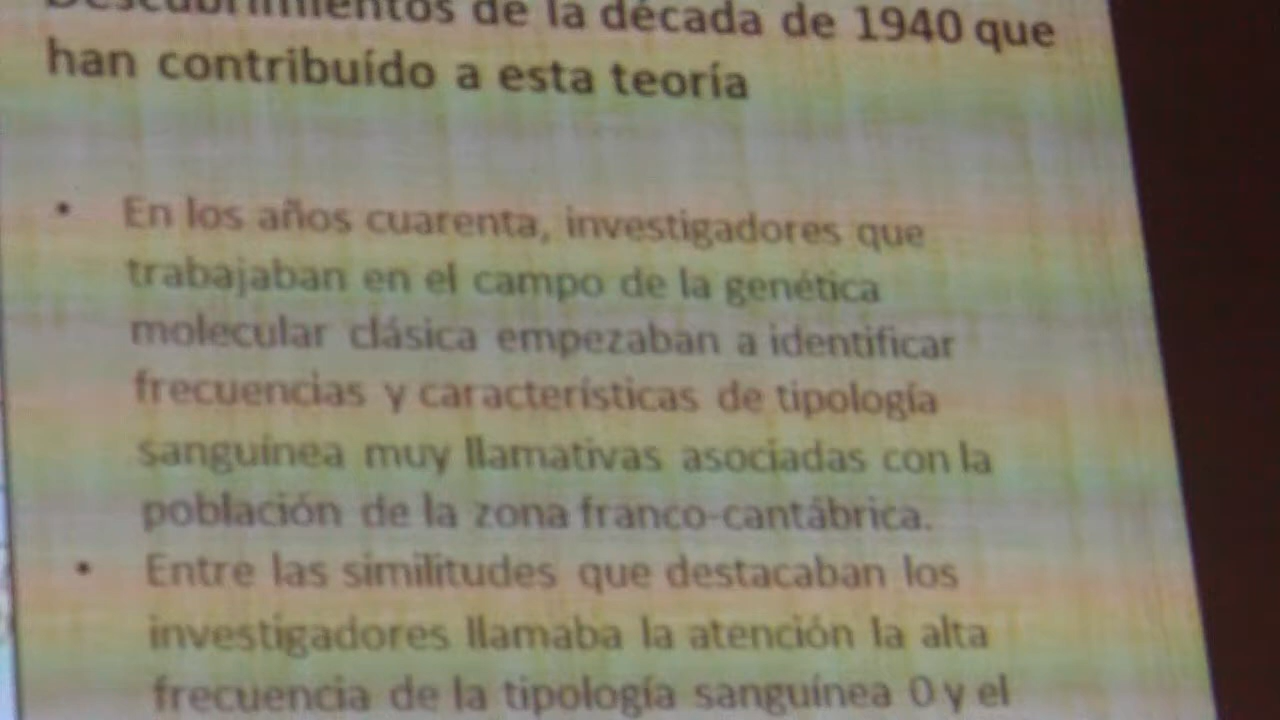 Descubrimientos de la década de 1940 que
han contribuído a esta teoría
• En los años cuarenta, investigadores que
trabajaban en el campo de la genética
molecular clásica empezaban a identificar
frecuencias y características de tipología
sanguínea muy llamativas asociadas con la
población de la zona franco-cantábrica.
• Entre las similitudes que destacaban los
investigadores llamaba la atención la alta
frecuencia de la tipología sanguínea 0 y el